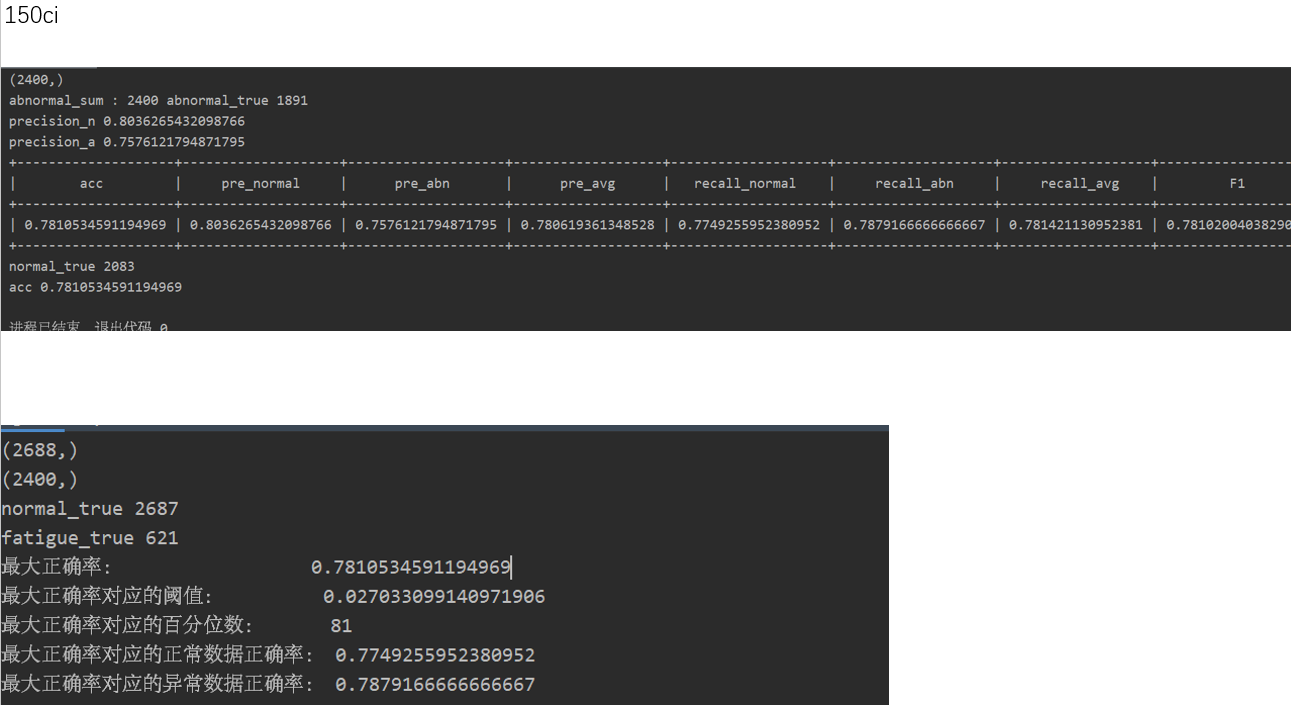 150ci
(2400,)
abnormal_sum : 2400 abnormal_true 1891
precision_n 0.8036265432098766
precision_a 0.7576121794871795
| acc | pre_normal | pre_abn | pre_avg | recall_normal | recall_abn | recall_avg | F1
| 0.7810534591194969 | 0.8036265432098766 | 0.7576121794871795 | 0.780619361348528 | 0.7749255952380952 | 0.7879166666666667 | 0.781421130952381 | 0.78102004038290
normal_true 2083
acc 0.7810534591194969
进程已结束，退出代码 0
(2688,)
(2400,)
normal_true 2687
fatigue_true 621
最大正确率: 0.7810534591194969
最大正确率对应的阈值: 0.027033099140971906
最大正确率对应的百分位数: 81
最大正确率对应的正常数据正确率: 0.7749255952380952
最大正确率对应的异常数据正确率: 0.7879166666666667